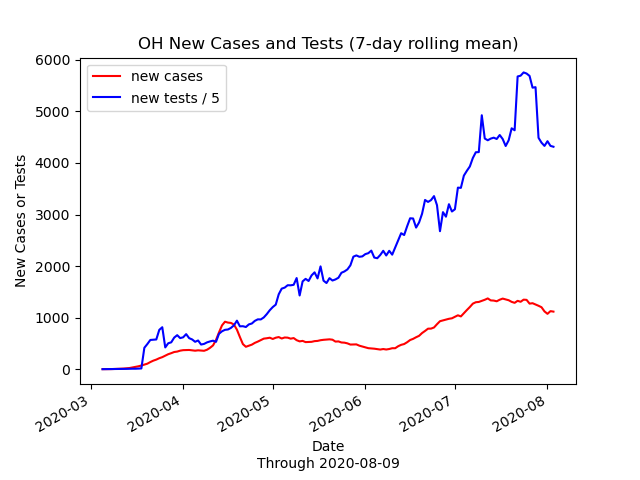 OH New Cases and Tests (7-day rolling mean)
new cases
new tests / 5
6000
5000
4000
3000
2000
1000
0
New Cases or Tests
2020-03
2020-04
2020-05
2020-06
2020-07
2020-08
Date
Through 2020-08-09